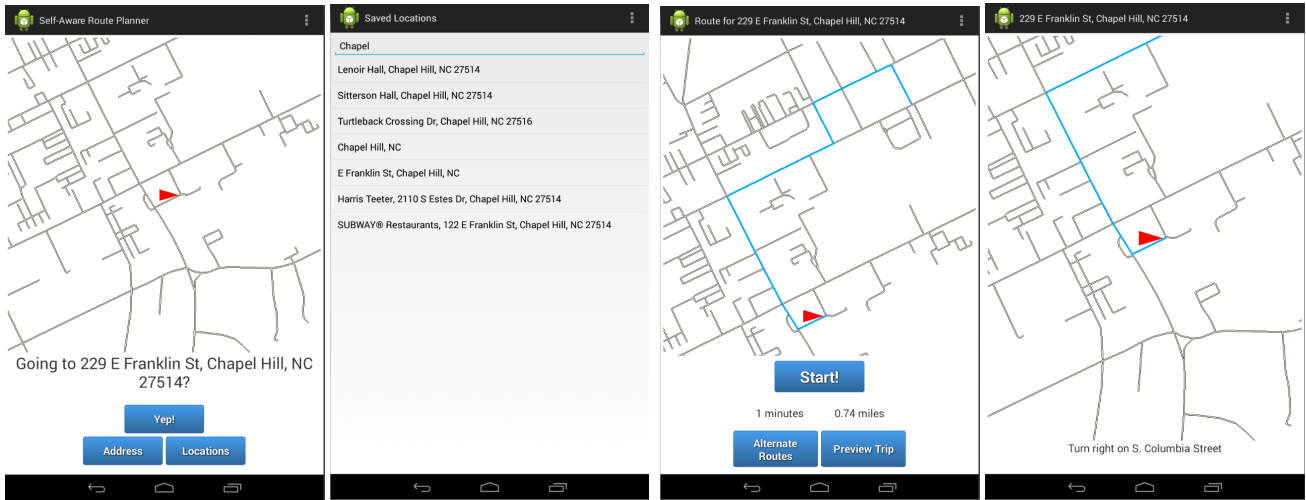 Self-Aware Route Planner
Going to 229 E Franklin St, Chapel Hill, NC
27514?
Yep!
Address
Locations
Saved Locations
Chapel
Lenoir Hall, Chapel Hill, NC 27514
Sitterson Hall, Chapel Hill, NC 27514
Turtleback Crossing Dr, Chapel Hill, NC 27516
Chapel Hill, NC
E Franklin St, Chapel Hill, NC
Harris Teeter, 2110 S Estes Dr, Chapel Hill, NC 27514
SUBWAY® Restaurants, 122 E Franklin St, Chapel Hill, NC 27514
Route for 229 E Franklin St, Chapel Hill, NC 27514
Start!
1 minutes
0.74 miles
Alternate
Routes
Preview Trip
229 E Franklin St, Chapel Hill, NC 27514
Turn right on S. Columbia Street